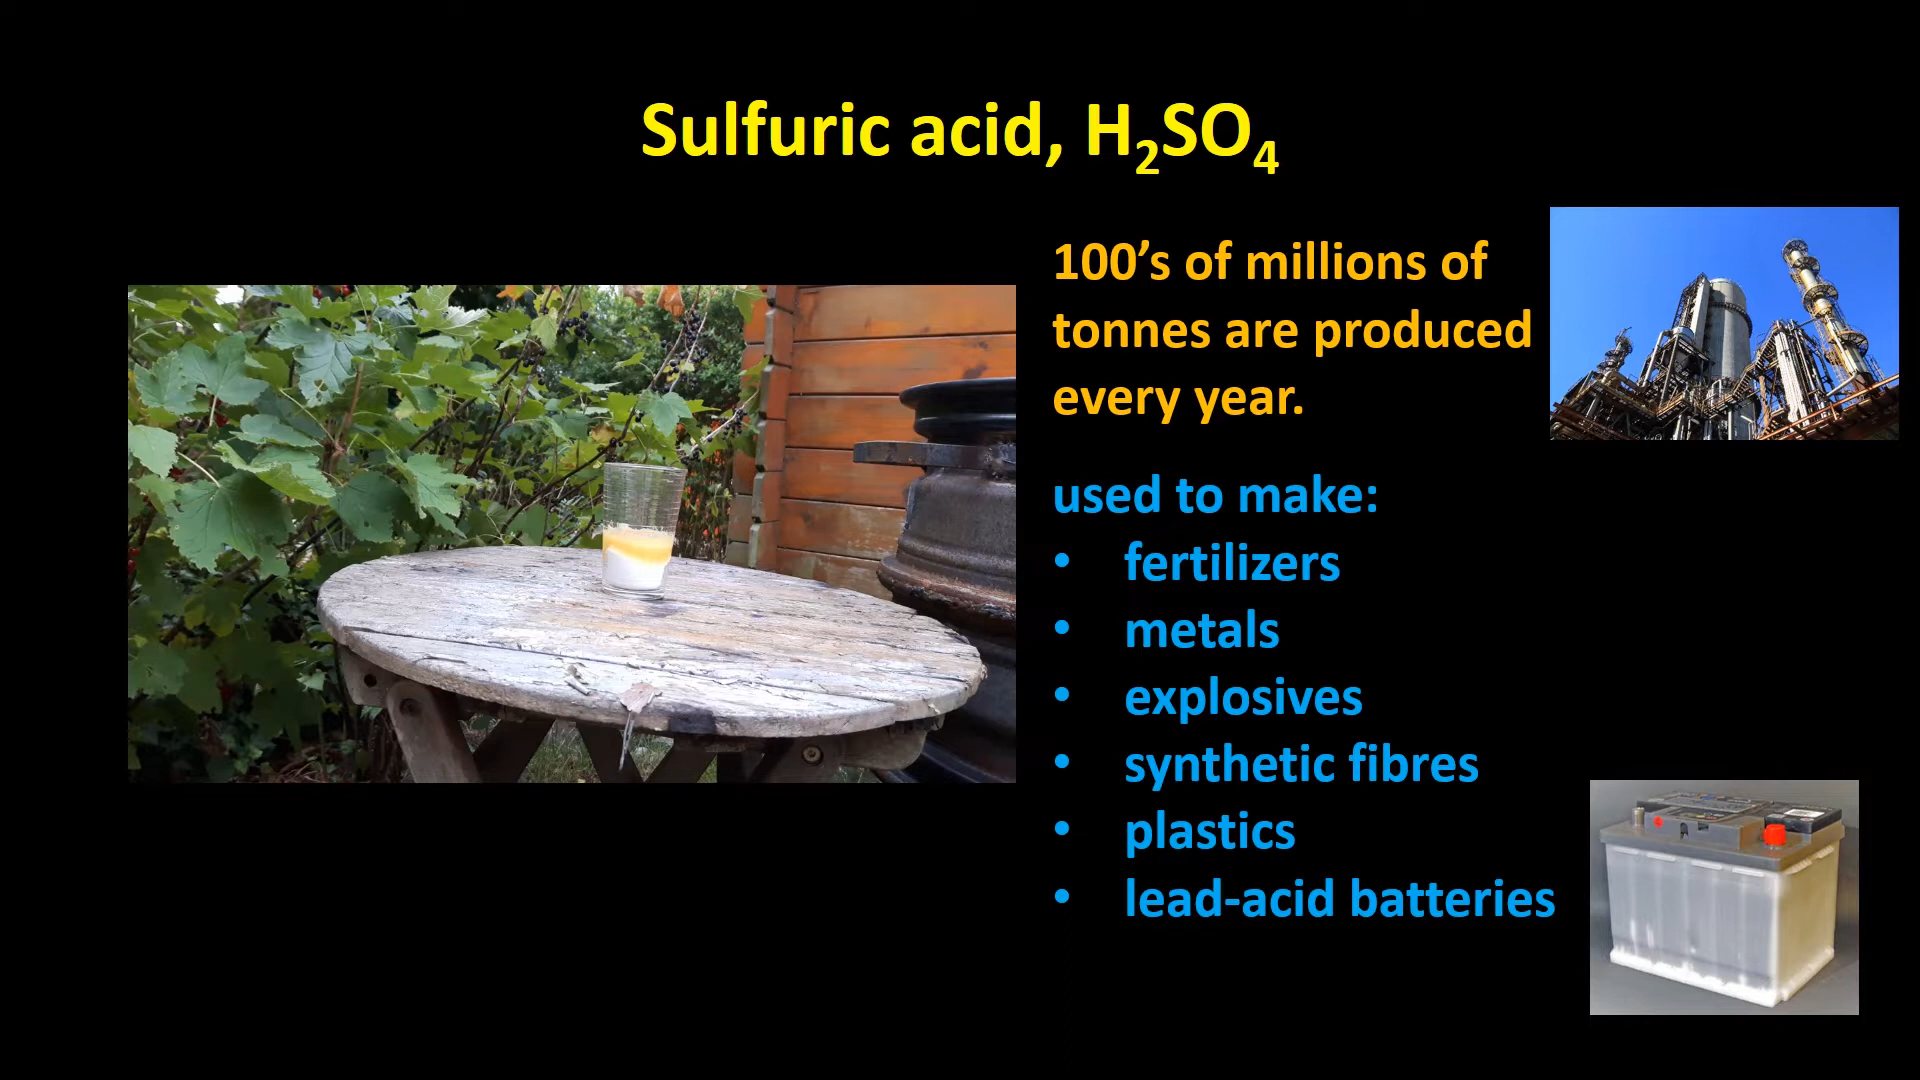 Sulfuric acid, H₂SO₄
100’s of millions of
tonnes are produced
every year.
used to make:
• fertilizers
• metals
• explosives
• synthetic fibres
• plastics
• lead-acid batteries